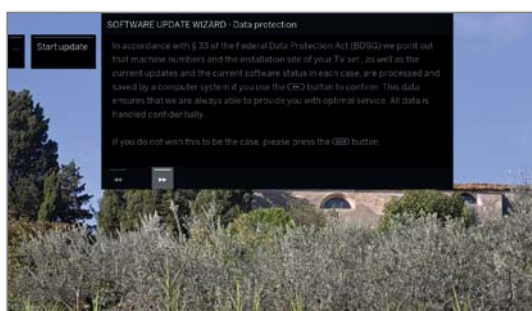 SOFTWARE UPDATE WIZARD - Data protection
Start update
In accordance with § 33 of the Federal Data Protection Act (BDSG) we point out
that machine numbers and the installation site of your TV set , as well as the
current updates and the current software status in each case, are processed and
saved by a computer system if you use the button to confirm. This data
ensures that we are always able to provide you with optimal service. All data is
handled confidentially.
If you do not wish this to be the case, please press the button.